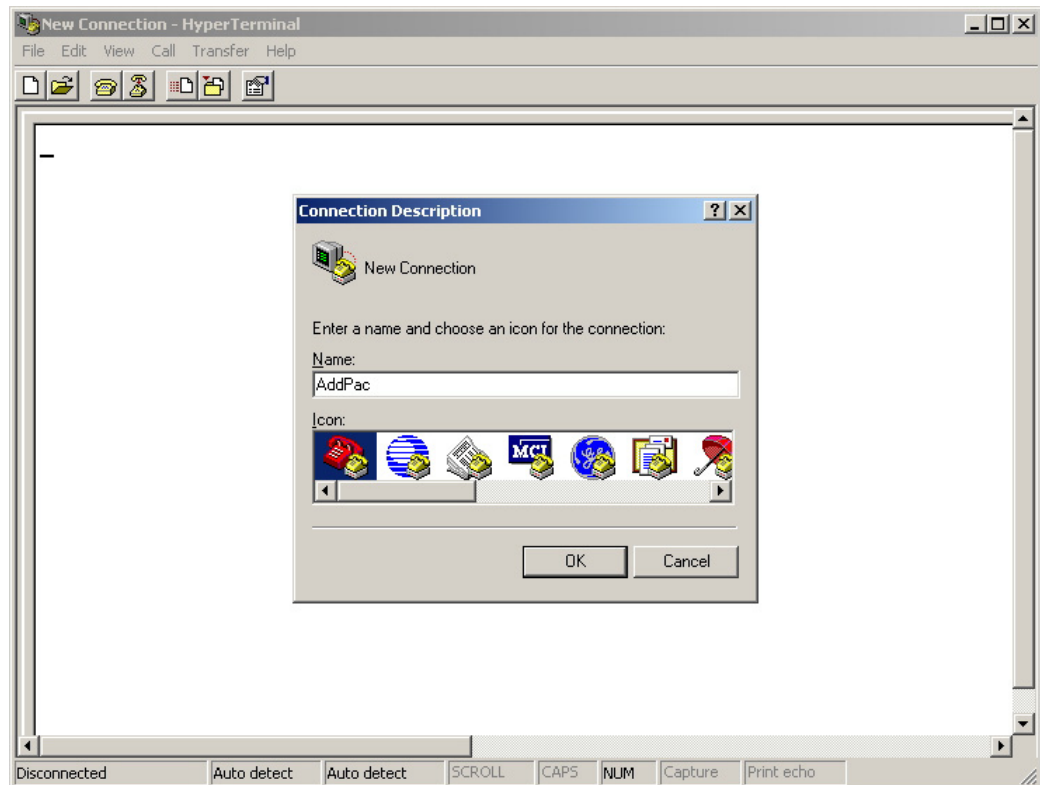 New Connection - HyperTerminal
File Edit View Call Transfer Help
Connection Description
New Connection
Enter a name and choose an icon for the connection:
Name:
AddPac
Icon:
MCI
OK Cancel
Disconnected Auto detect Auto detect SCROLL CAPS NUM Capture Print echo